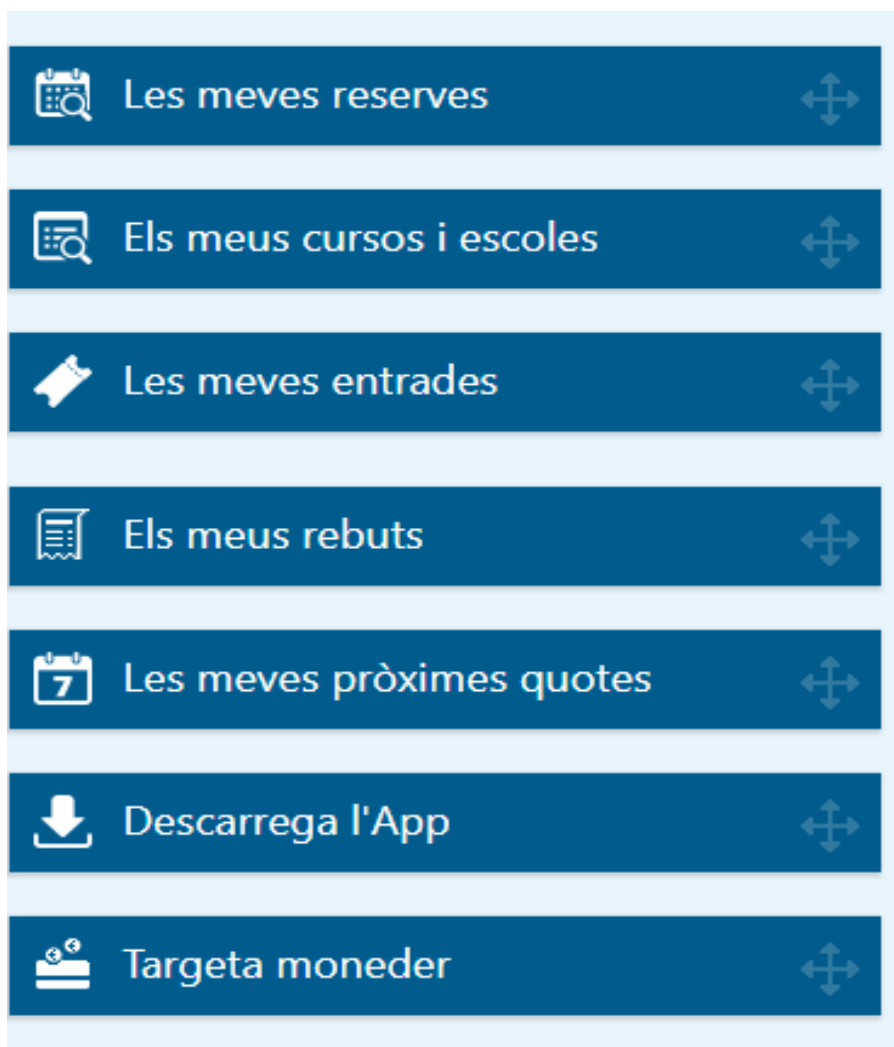 Les meves reserves
Els meus cursos i escoles
Les meves entrades
Els meus rebuts
7 Les meves pròximes quotes
Descarrega l'App
Targeta moneder